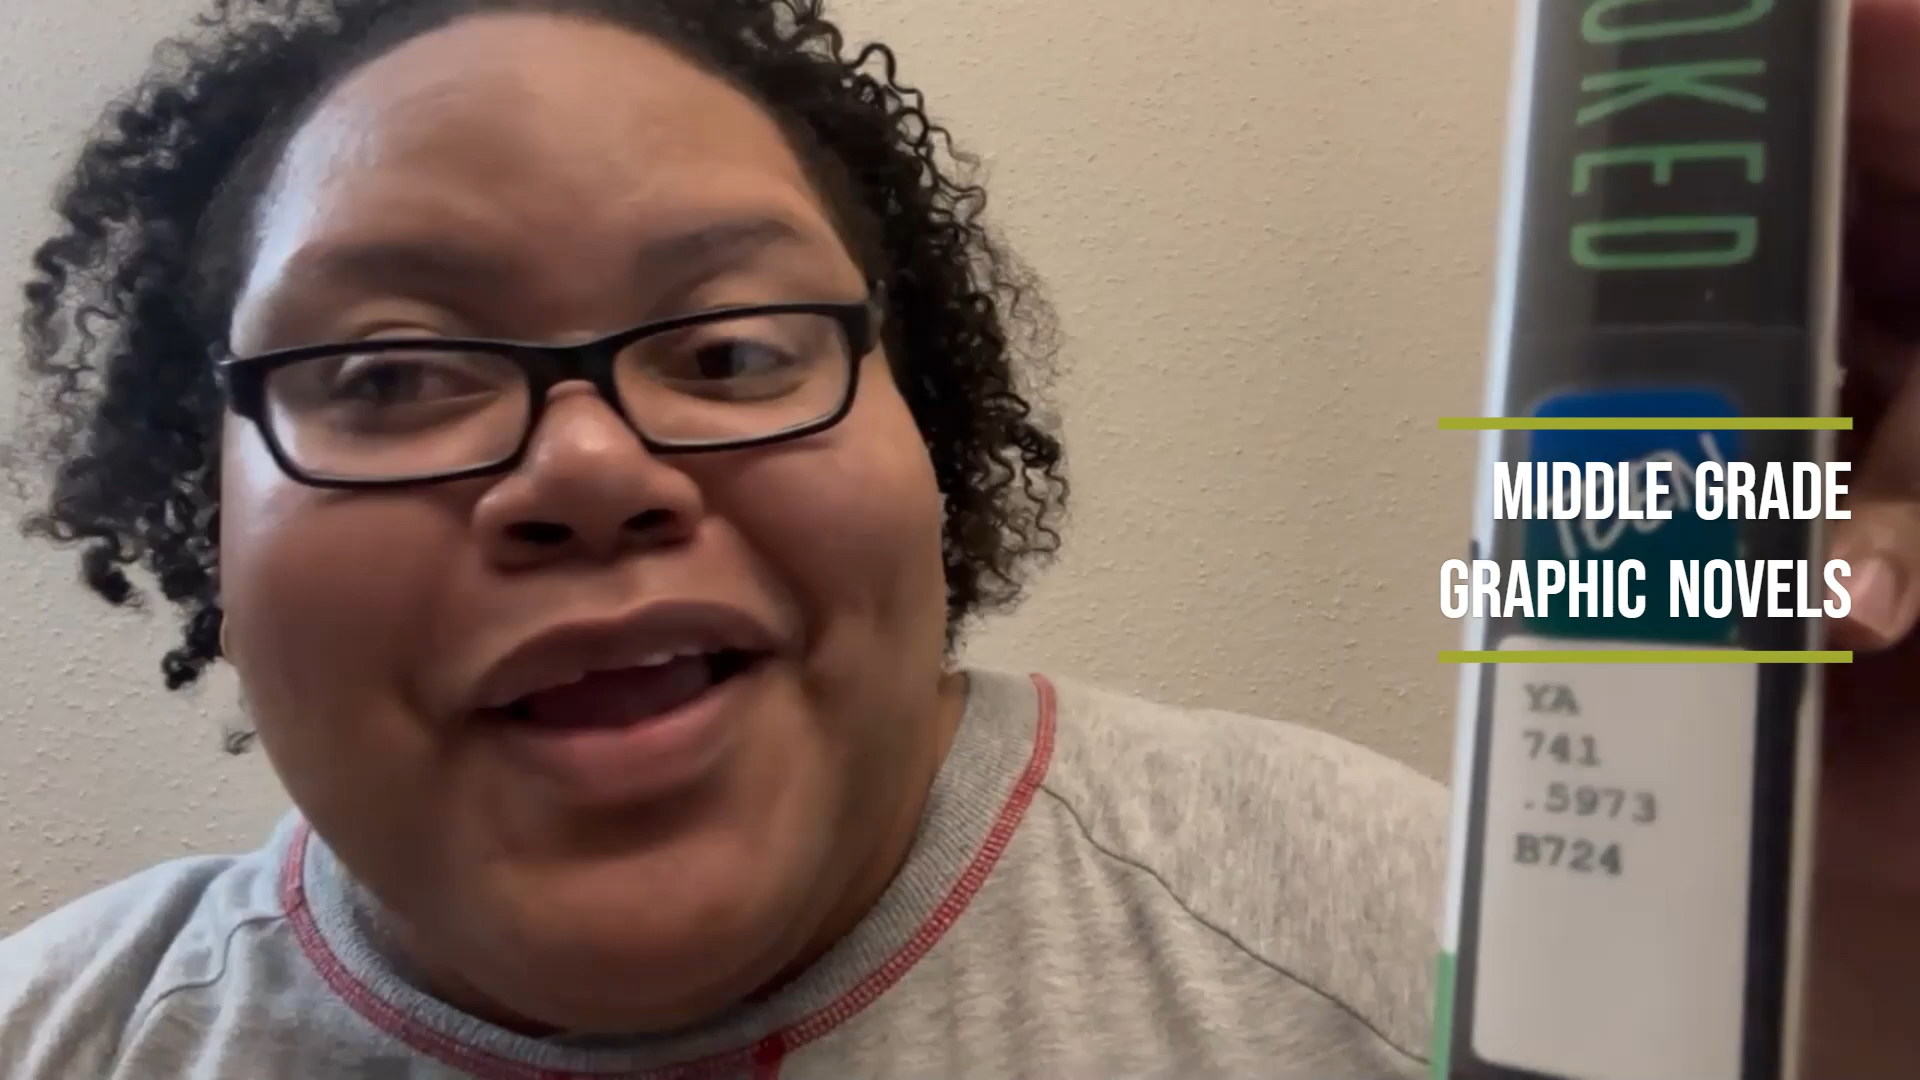 OKED
MIDDLE GRADE
GRAPHIC NOVELS
YA
741
.5973
B724